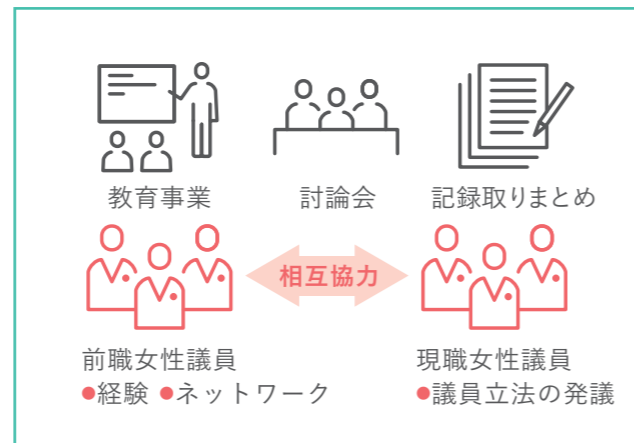 教育事業
討論会
記録取りまとめ
相互協力
前職女性議員
●経験 ●ネットワーク
現職女性議員
●議員立法の発議